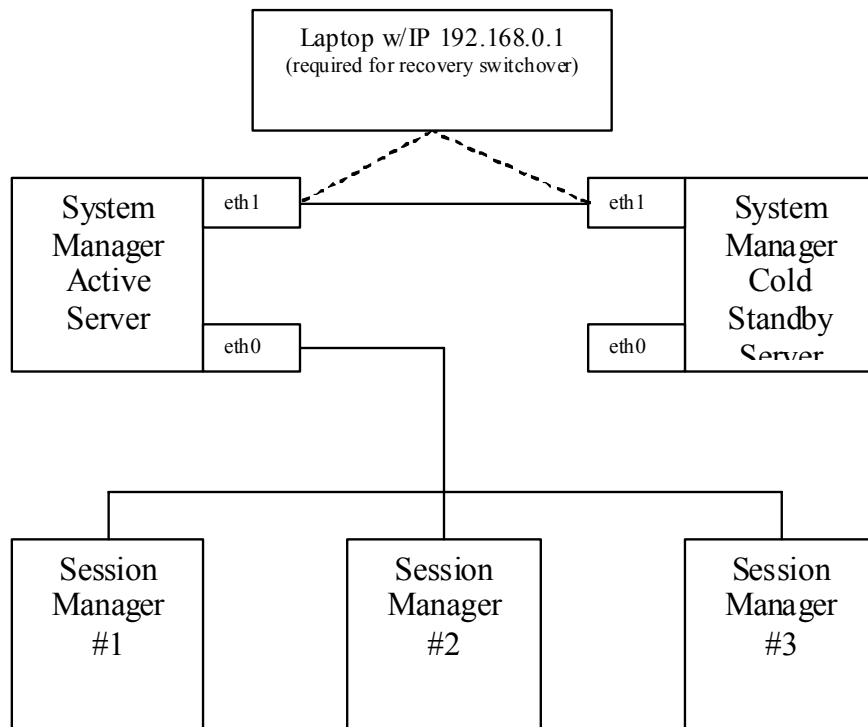 Laptop w/IP 192.168.0.1
(required for recovery switchover)
System
Manager
Active
Server
eth1
eth0
eth1
eth0
System
Manager
Cold
Standby
Server
Session
Manager
#1
Session
Manager
#2
Session
Manager
#3